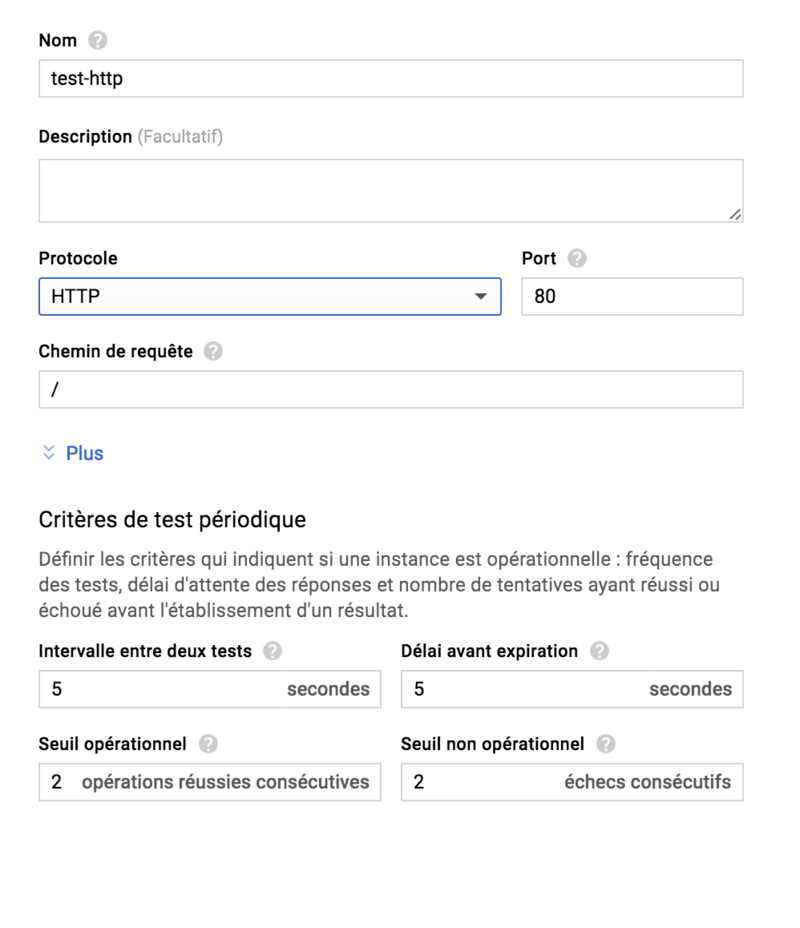 Nom ?
test-http
Description (Facultatif)
Protocole Port ?
HTTP 80
Chemin de requête ?
/
Plus
Critères de test périodique
Définir les critères qui indiquent si une instance est opérationnelle : fréquence
des tests, délai d'attente des réponses et nombre de tentatives ayant réussi ou
échoué avant l'établissement d'un résultat.
Intervalle entre deux tests ? Délai avant expiration ?
5 secondes 5 secondes
Seuil opérationnel ? Seuil non opérationnel ?
2 opérations réussies consécutives 2 échecs consécutifs